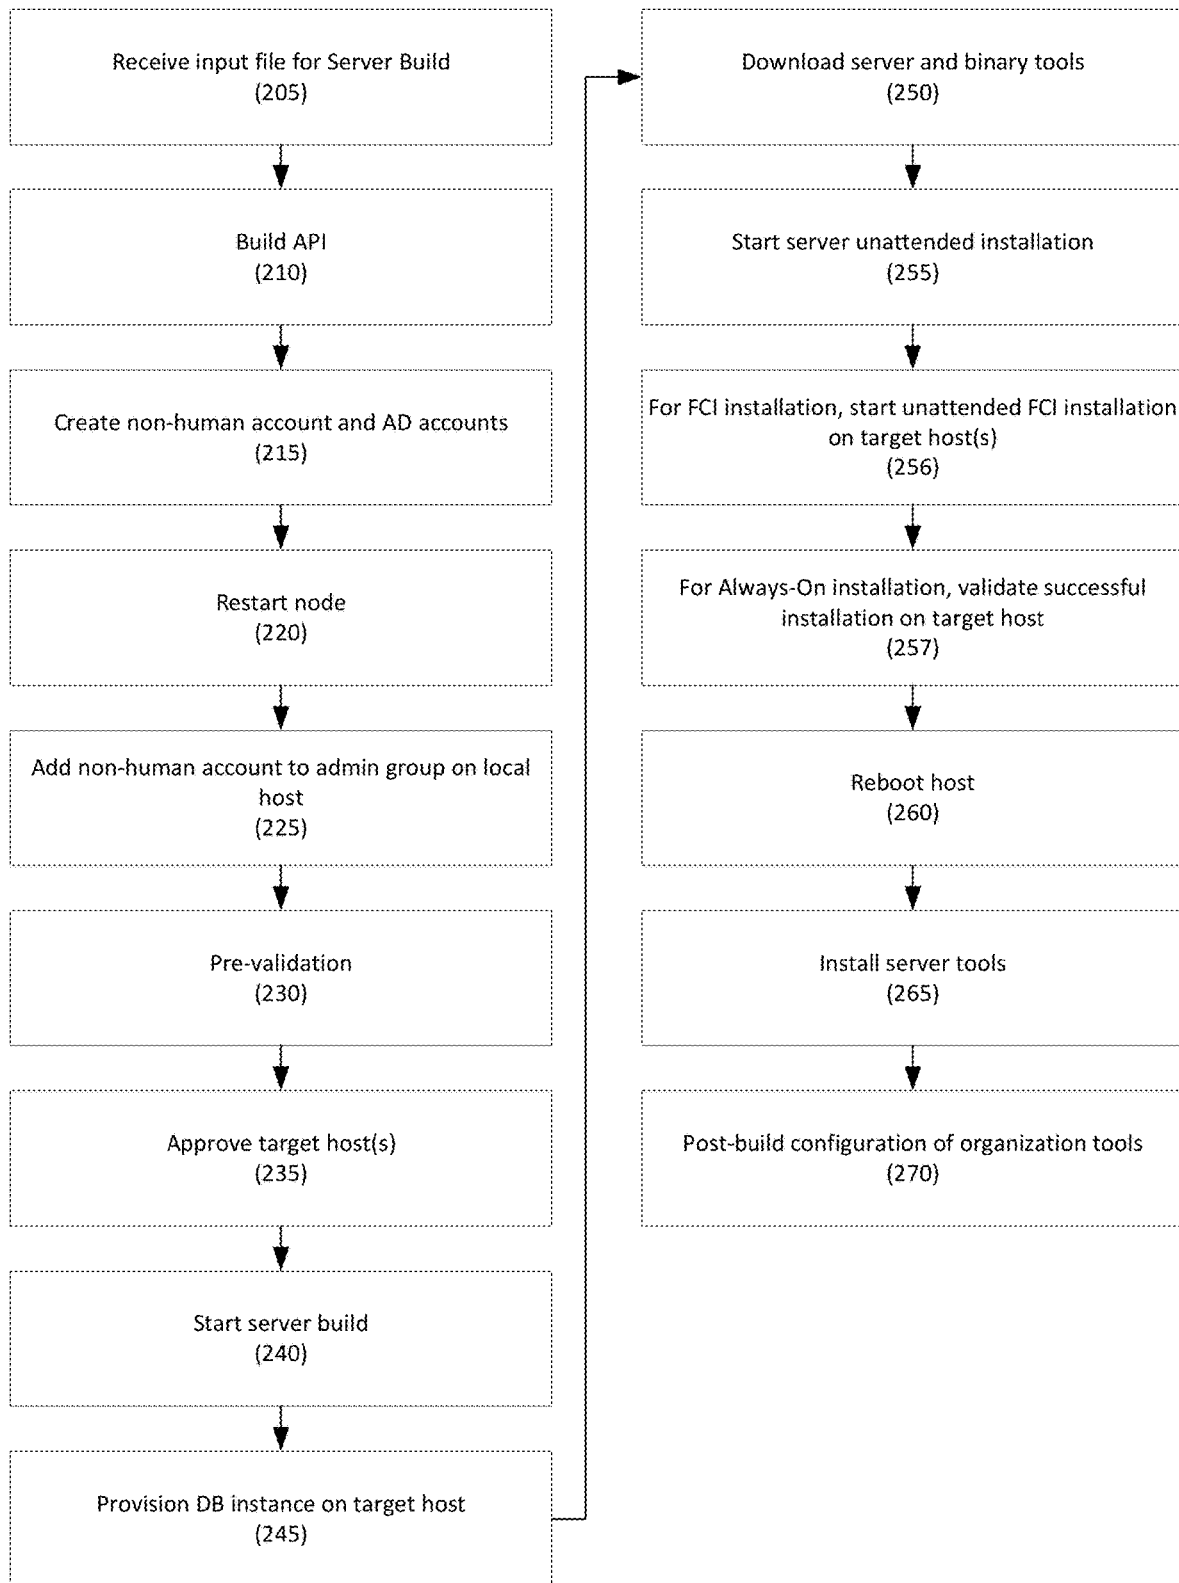 Receive input file for Server Build
(205)
Build API
(210)
Create non-human account and AD accounts
(215)
Restart node
(220)
Add non-human account to admin group on local
host
(225)
Pre-validation
(230)
Approve target host(s)
(235)
Start server build
(240)
Provision DB instance on target host
(245)
Download server and binary tools
(250)
Start server unattended installation
(255)
For FCI installation, start unattended FCI installation
on target host(s)
(256)
For Always-On installation, validate successful
installation on target host
(257)
Reboot host
(260)
Install server tools
(265)
Post-build configuration of organization tools
(270)